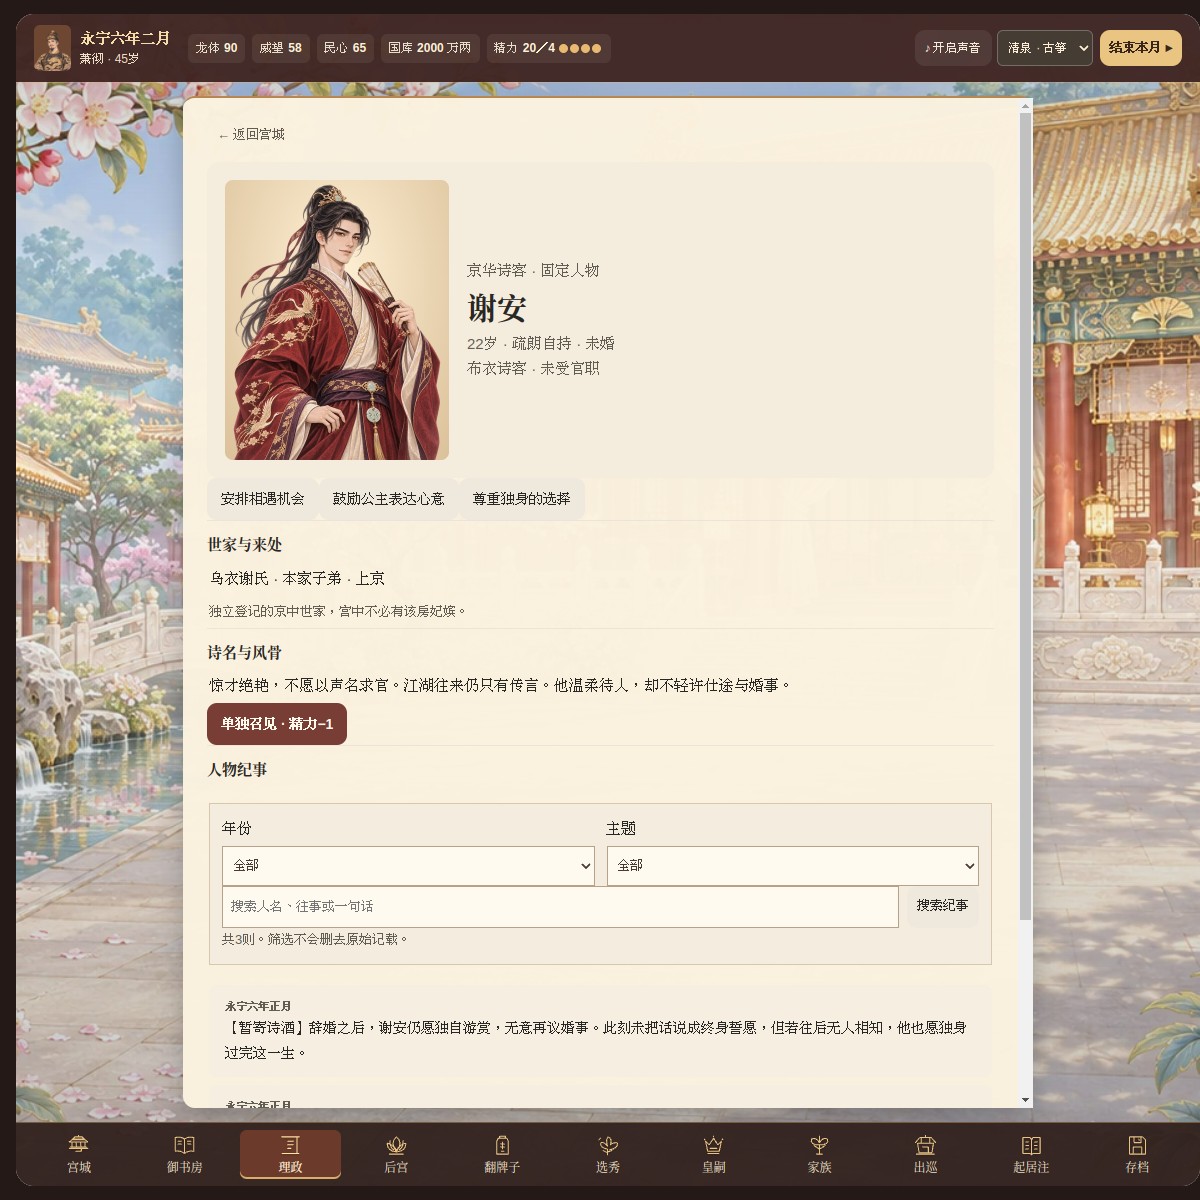 永宁六年二月
萧彻 · 45岁
龙体 90
威望 58
民心 65
国库 2000 万两
精力 20/4
♪开启声音
清泉 · 古筝
结束本月 ▸
← 返回宫城
京华诗客 · 固定人物
谢安
22岁 · 疏朗自持 · 未婚
布衣诗客 · 未受官职
安排相遇机会
鼓励公主表达心意
尊重独身的选择
世家与来处
乌衣谢氏 · 本家子弟 · 上京
独立登记的京中世家，宫中不必有该房妃嫔。
诗名与风骨
惊才绝艳，不愿以声名求官。江湖往来仍只有传言。他温柔待人，却不轻许仕途与婚事。
单独召见 · 精力−1
人物纪事
年份 主题
全部 全部
搜索人名、往事或一句话 搜索纪事
共3则。筛选不会删去原始记载。
永宁六年正月
【暂寄诗酒】辞婚之后，谢安仍愿独自游赏，无意再议婚事。此刻未把话说成终身誓愿，但若往后无人相知，他也愿独身
过完这一生。
永宁六年正月
宫城
御书房
理政
后宫
翻牌子
选秀
皇嗣
家族
出巡
起居注
存档